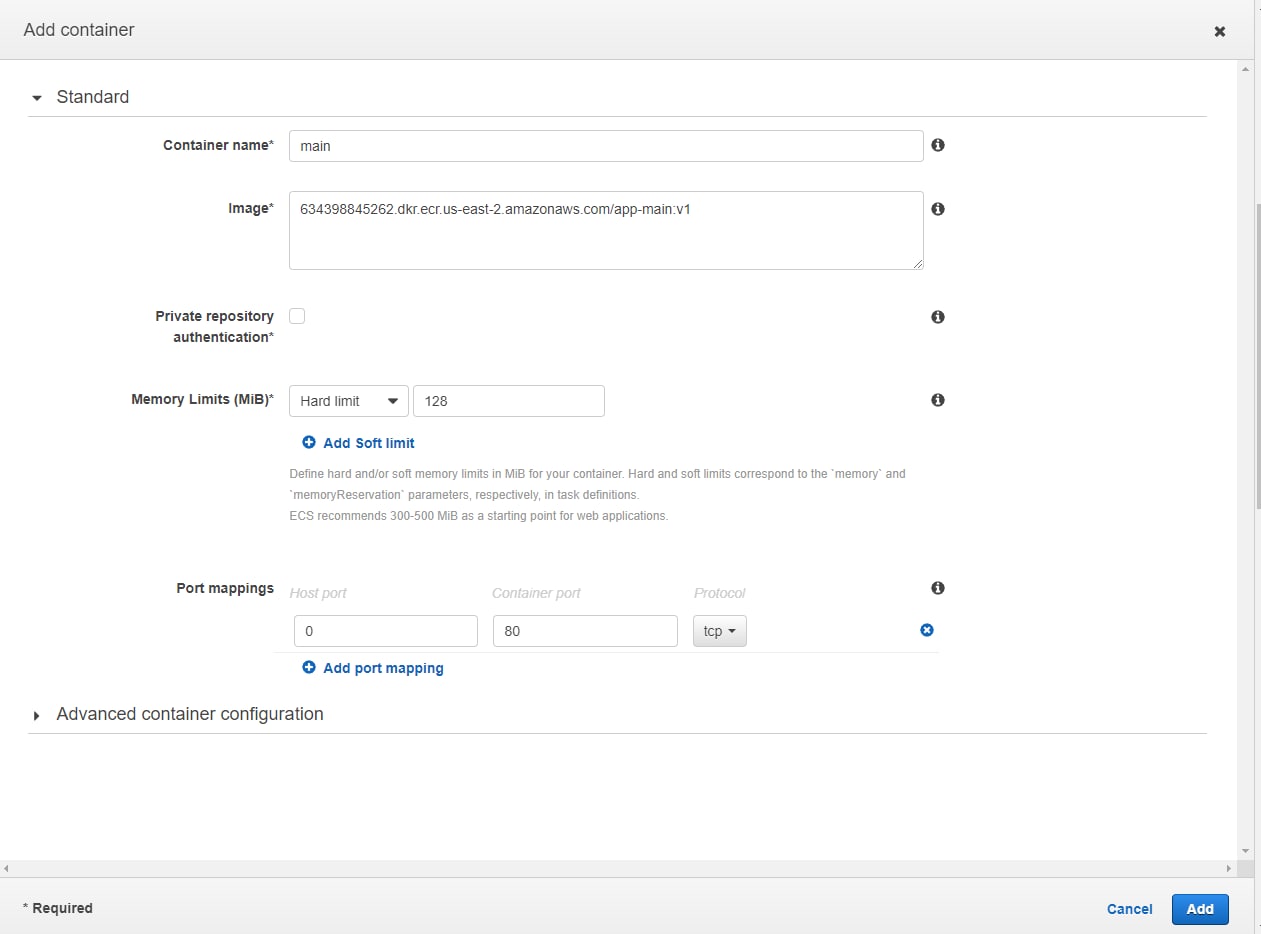 Add container
Standard
Container name*
main
Image*
634398845262.dkr.ecr.us-east-2.amazonaws.com/app-main:v1
Private repository
authentication*
Memory Limits (MiB)*
Hard limit
128
Add Soft limit
Define hard and/or soft memory limits in MiB for your container. Hard and soft limits correspond to the `memory` and
`memoryReservation` parameters, respectively, in task definitions.
ECS recommends 300-500 MiB as a starting point for web applications.
Port mappings
Host port
Container port
Protocol
0
80
tcp
Add port mapping
Advanced container configuration
* Required
Cancel
Add